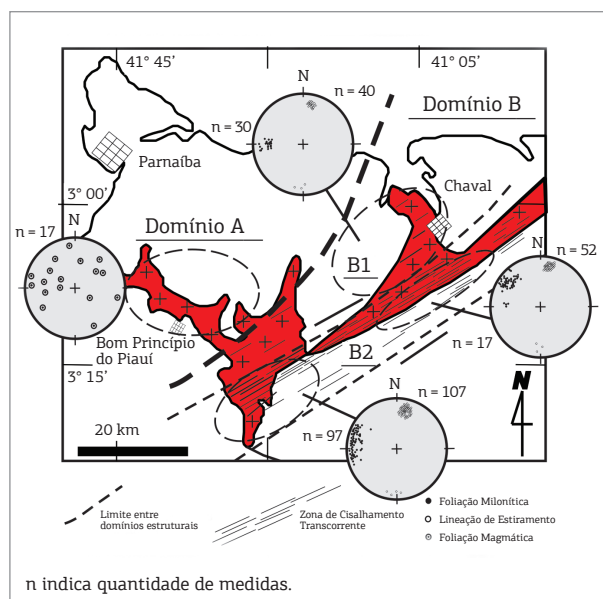 41° 45’
41° 05’
N
n = 40
n = 30
Domínio B
Parnaíba
Chaval
3° 00’
n = 17
N
Domínio A
B1
N
n = 52
Bom Princípio
do Piauí
B2
n = 17
3° 15’
N
n = 107
N
20 km
n = 97
Limite entre
domínios estruturais
Zona de Cisalhamento
Transcorrente
Foliação Milonítica
Lineação de Estiramento
Foliação Magmática
n indica quantidade de medidas.